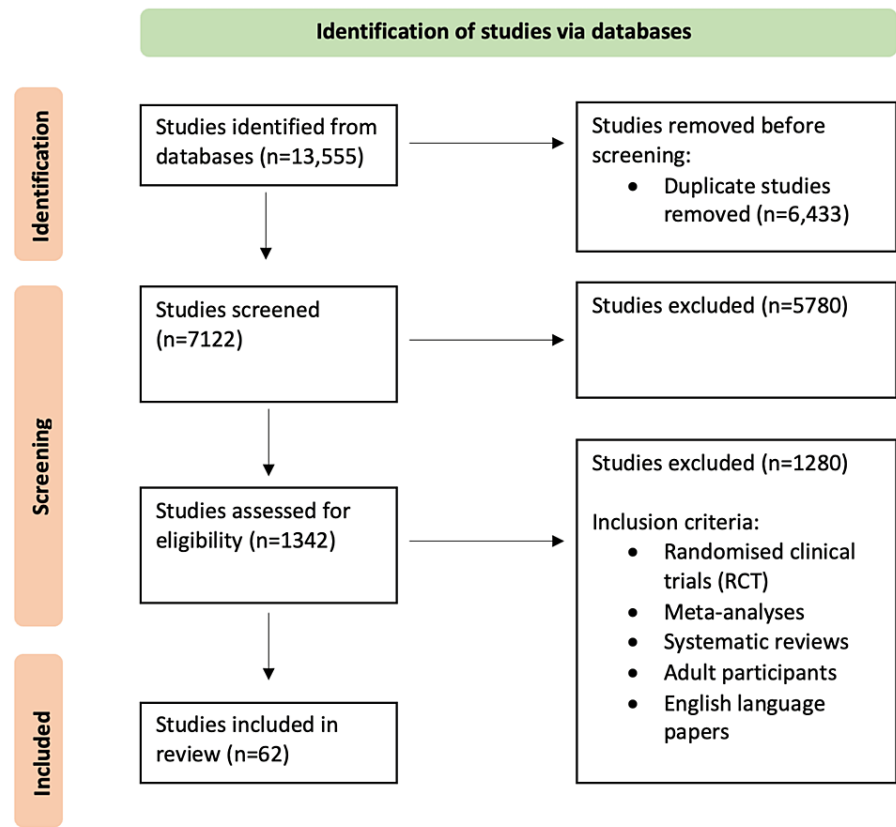 Identification of studies via databases
Identification
Studies identified from
databases (n=13,555)
Studies removed before
screening:
• Duplicate studies
removed (n=6,433)
Screening
Studies screened
(n=7122)
Studies excluded (n=5780)
Studies assessed for
eligibility (n=1342)
Studies excluded (n=1280)
Inclusion criteria:
• Randomised clinical
trials (RCT)
• Meta-analyses
• Systematic reviews
• Adult participants
• English language
papers
Included
Studies included in
review (n=62)